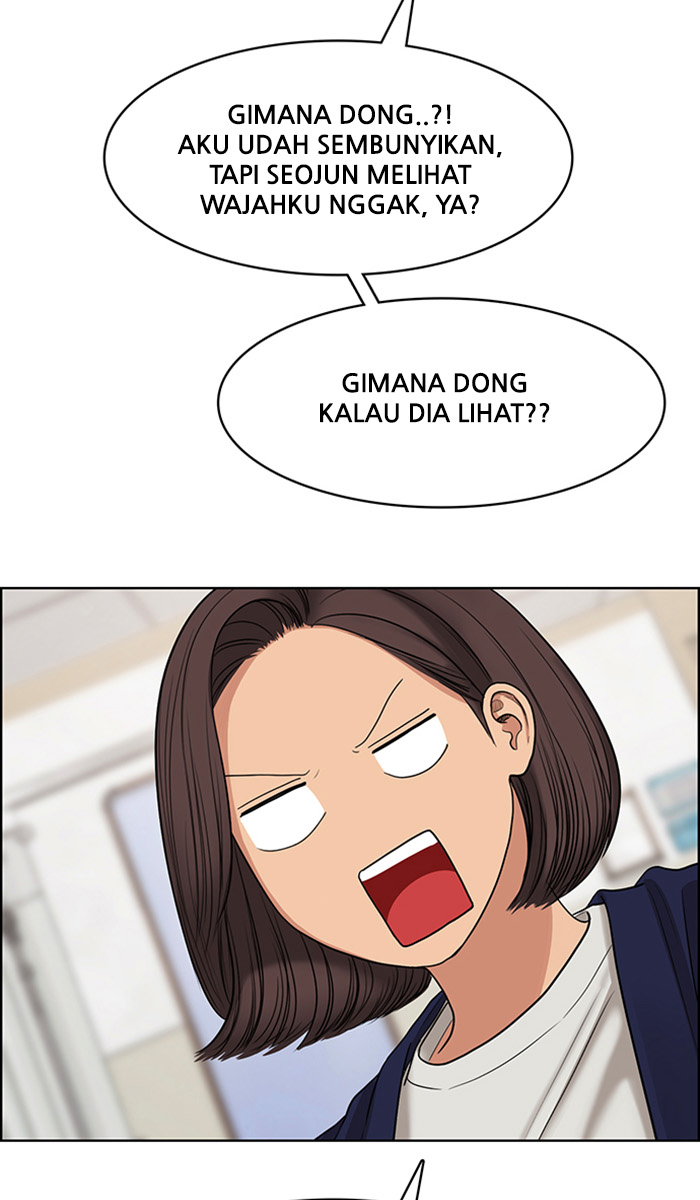 GIMANA DONG..?!
AKU UDAH SEMBUNYIKAN,
TAPI SEOJUN MELIHAT
WAJAHKU NGGAK, YA?
GIMANA DONG
KALAU DIA LIHAT??